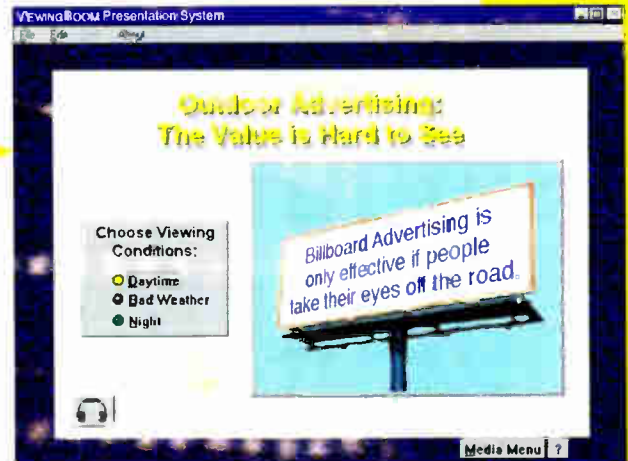 VIEWINGROOM Presentation System
File Edit About
Outdoor Advertising:
The Value is Hard to See
Choose Viewing
Conditions:
Daytime
Bad Weather
Night
Billboard Advertising is
only effective if people
take their eyes off the road.
Media Menu ?